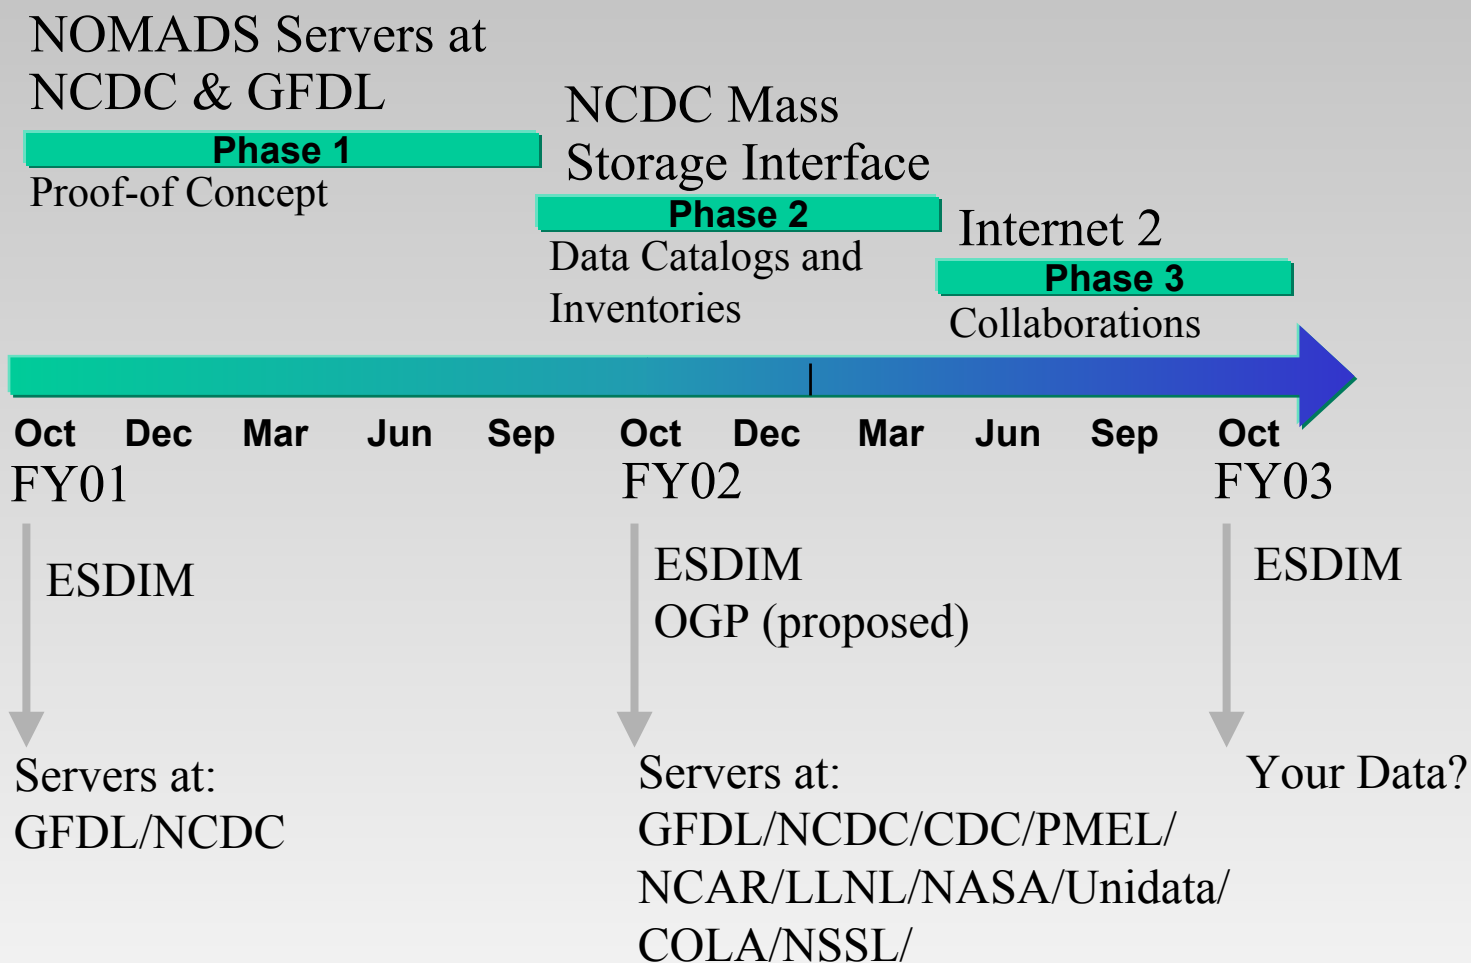 NOMADS Servers at
NCDC & GFDL
Phase 1
Proof-of Concept
NCDC Mass
Storage Interface
Phase 2
Data Catalogs and
Inventories
Internet 2
Phase 3
Collaborations
Oct Dec Mar Jun Sep Oct Dec Mar Jun Sep Oct
FY01 FY02 FY03
ESDIM
ESDIM
OGP (proposed)
ESDIM
Servers at:
GFDL/NCDC
Servers at:
GFDL/NCDC/CDC/PMEL/
NCAR/LLNL/NASA/Unidata/
COLA/NSSL/
Your Data?